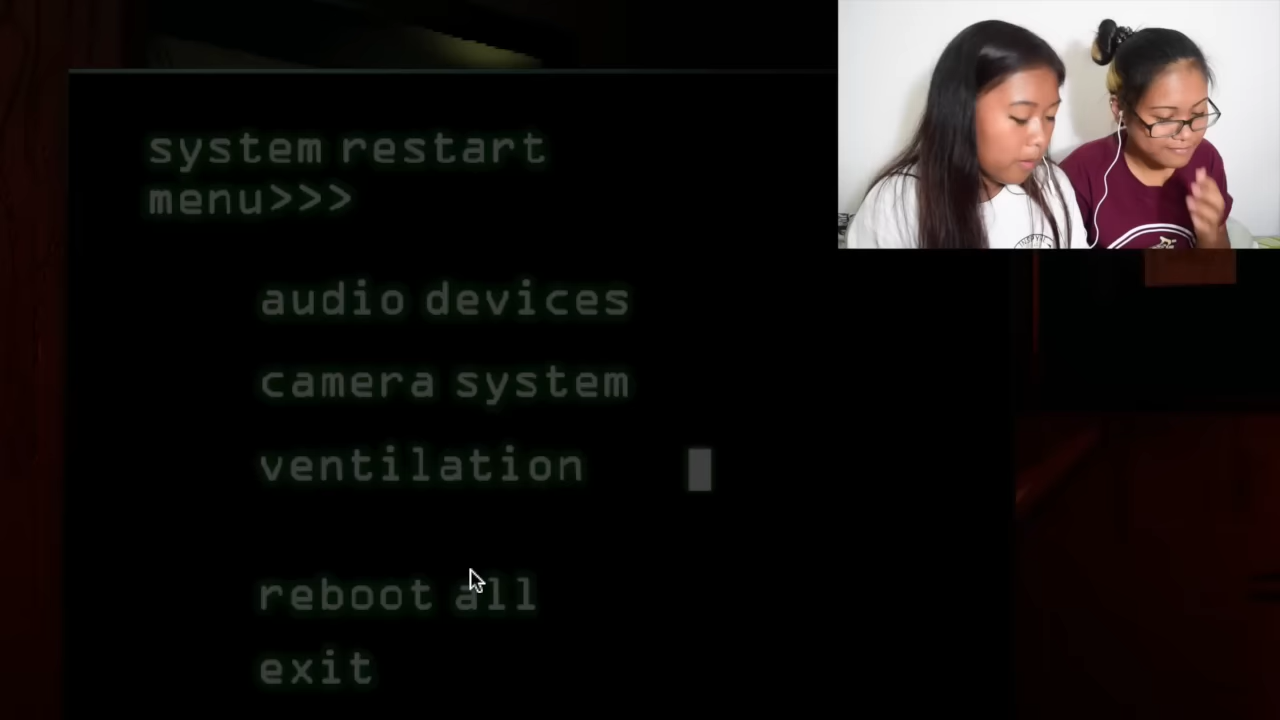 system restart
menu>>>
audio devices
camera system
ventilation
reboot all
exit